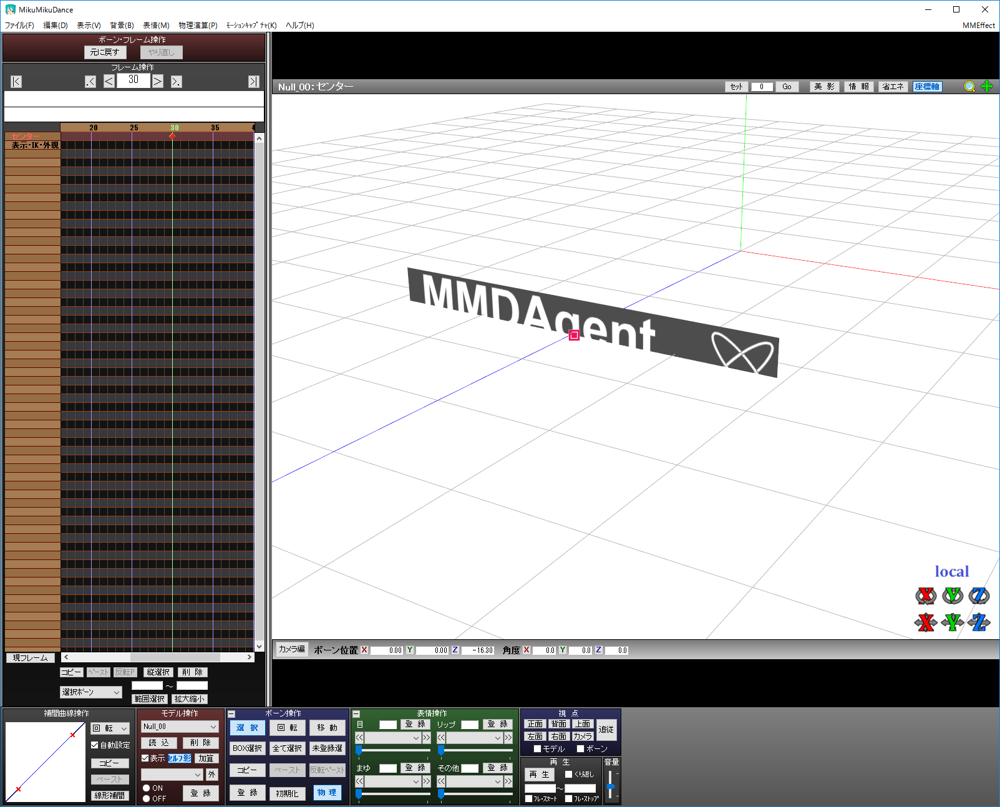 MikuMikuDance
ファイル(F) 編集(D) 表示(V) 背景(B) 表情(M) 物理演算(P) ﾓｰｼｮﾝｷｬﾌﾟﾁｬ(K) ヘルプ(H) MMEffect
ボーン・フレーム操作
元に戻す やり直し
フレーム操作
|< .< < 30 > >. >|
Null_00:センター ｾｯﾄ 0 Go 美 影 情 報 省エネ 座標軸
20 25 30 35 4
センター
表示・IK・外観
MMDAgent
local
X Y Z
X Y Z
カメラ編 ボーン位置 X 0.00 Y 0.00 Z -16.30 角度 X 0.0 Y 0.0 Z 0.0
現フレーム < >
コピー ペースト 反転P 縦選択 削 除
選択ボーン ～
範囲選択 拡大縮小
補間曲線操作
回 転
自動設定
コピー
ペースト
線形補間
モデル操作
Null_00
読 込 削 除
表示 セルフ影 加算
外
ON
OFF
登 録
ボーン操作
選 択 回 転 移 動
BOX選択 全て選択 未登録選
コピー ペースト 反転ペースト
登 録 初期化 物 理
表情操作
目 登 録 リップ 登 録
<< >> << >>
まゆ 登 録 その他 登 録
<< >> << >>
視 点
正面 背面 上面 追従
左面 右面 カメラ
モデル ボーン
再 生 音量
再 生 くり返し
～
フレ・スタート フレ・ストップ